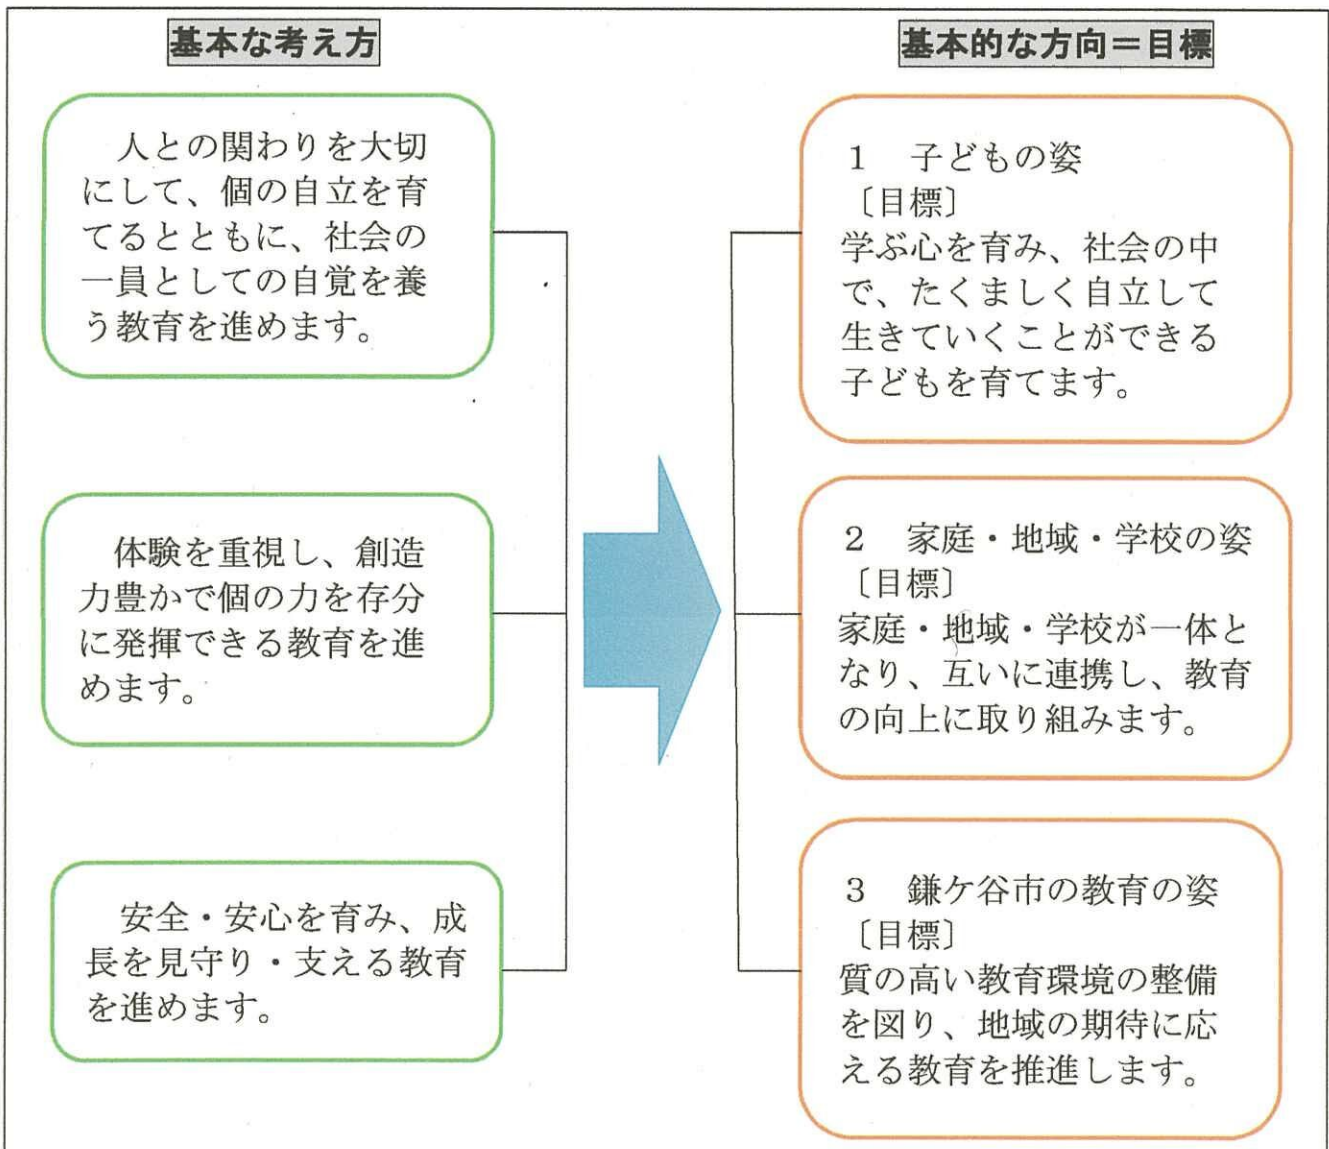 基本な考え方
人との関わりを大切
にして、個の自立を育
てるとともに、社会の
一員としての自覚を養
う教育を進めます。
体験を重視し、創造
力豊かで個の力を存分
に発揮できる教育を進
めます。
安全・安心を育み、成
長を見守り・支える教育
を進めます。
基本的な方向＝目標
１　子どもの姿
〔目標〕
学ぶ心を育み、社会の中
で、たくましく自立して
生きていくことができる
子どもを育てます。
２　家庭・地域・学校の姿
〔目標〕
家庭・地域・学校が一体と
なり、互いに連携し、教育
の向上に取り組みます。
３　鎌ケ谷市の教育の姿
〔目標〕
質の高い教育環境の整備
を図り、地域の期待に応
える教育を推進します。